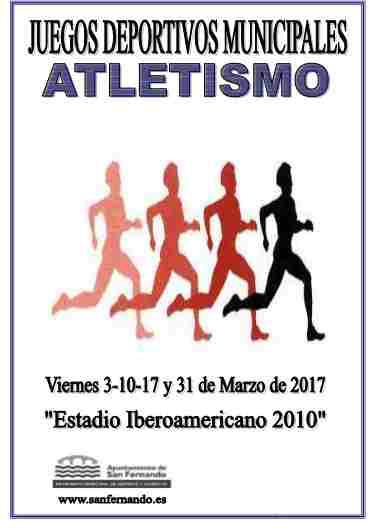 JUEGOS DEPORTIVOS MUNICIPALES
ATLETISMO
Viernes 3-10-17 y 31 de Marzo de 2017
"Estadio Iberoamericano 2010"
Ayuntamiento de
San Fernando
www.sanfernando.es